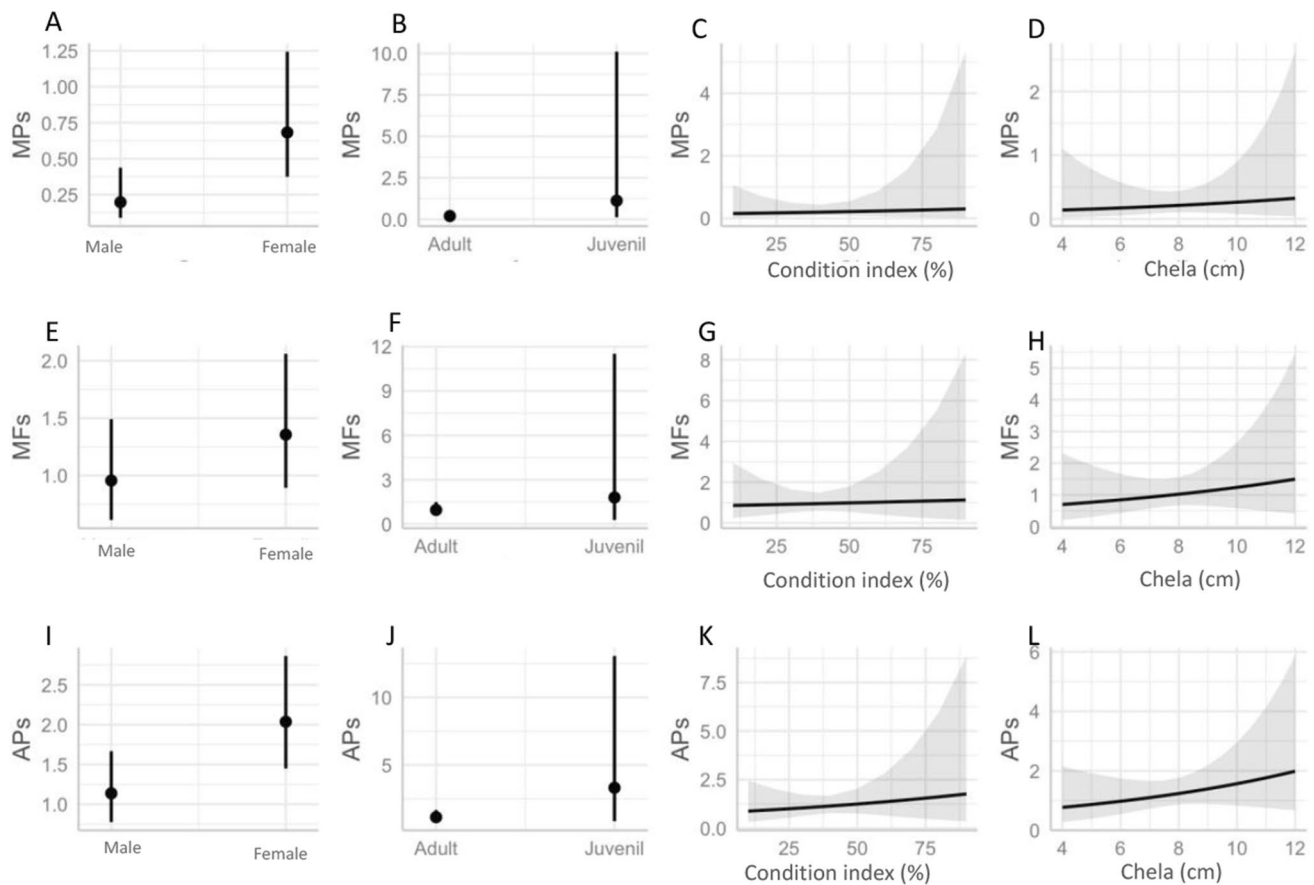 A
B
C
D
MPs
1.25
1.00
0.75
0.50
0.25
Male
Female
MPs
10.0
7.5
5.0
2.5
0.0
Adult
Juvenil
MPs
4
2
0
25
50
75
Condition index (%)
MPs
2
1
0
4
6
8
10
12
Chela (cm)
E
F
G
H
MFs
2.0
1.5
1.0
Male
Female
MFs
12
9
6
3
0
Adult
Juvenil
MFs
8
6
4
2
0
25
50
75
Condition index (%)
MFs
5
4
3
2
1
0
4
6
8
10
12
Chela (cm)
I
J
K
L
APs
2.5
2.0
1.5
1.0
Male
Female
APs
10
5
Adult
Juvenil
APs
7.5
5.0
2.5
0.0
25
50
75
Condition index (%)
APs
6
4
2
0
4
6
8
10
12
Chela (cm)